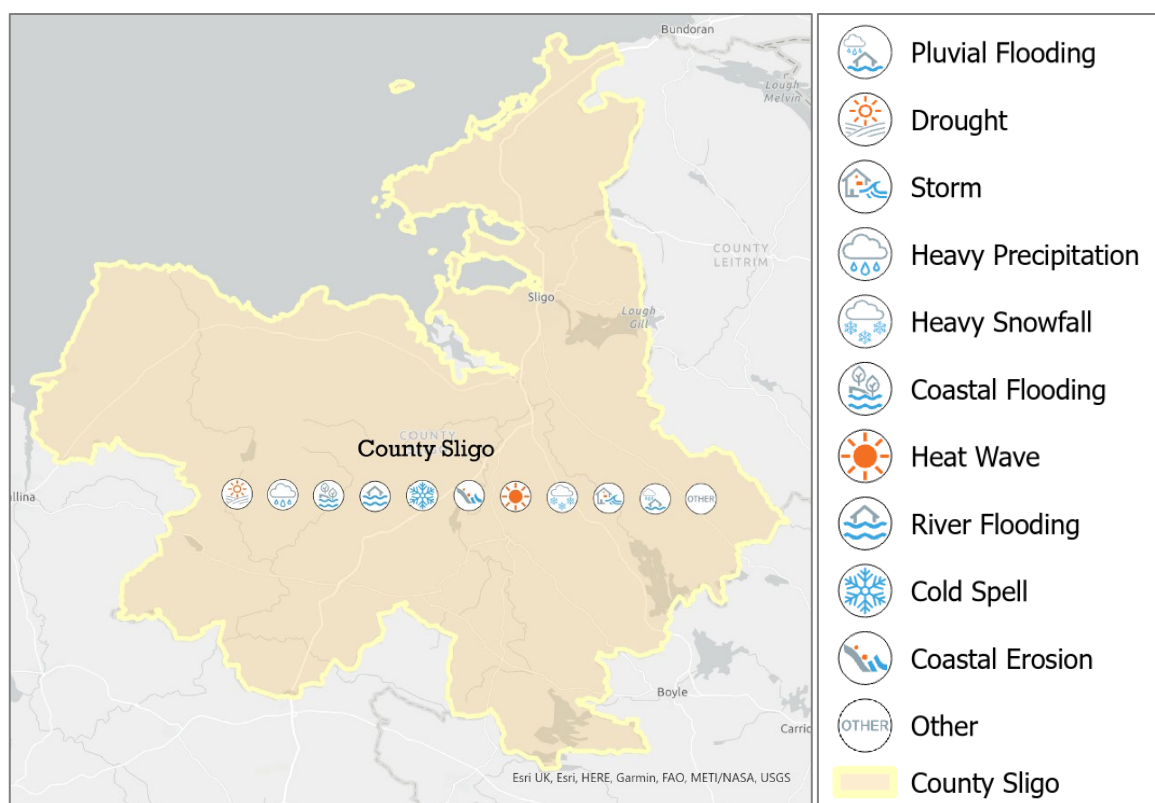 Bundoran
Lough
Melvin
COUNTY
LEITRIM
Sligo
Lough
Gill
COUNTY
County Sligo
OTHER
llina
Boyle
Carric
Esri UK, Esri, HERE, Garmin, FAO, METI/NASA, USGS
Pluvial Flooding
Drought
Storm
Heavy Precipitation
Heavy Snowfall
Coastal Flooding
Heat Wave
River Flooding
Cold Spell
Coastal Erosion
OTHER Other
County Sligo